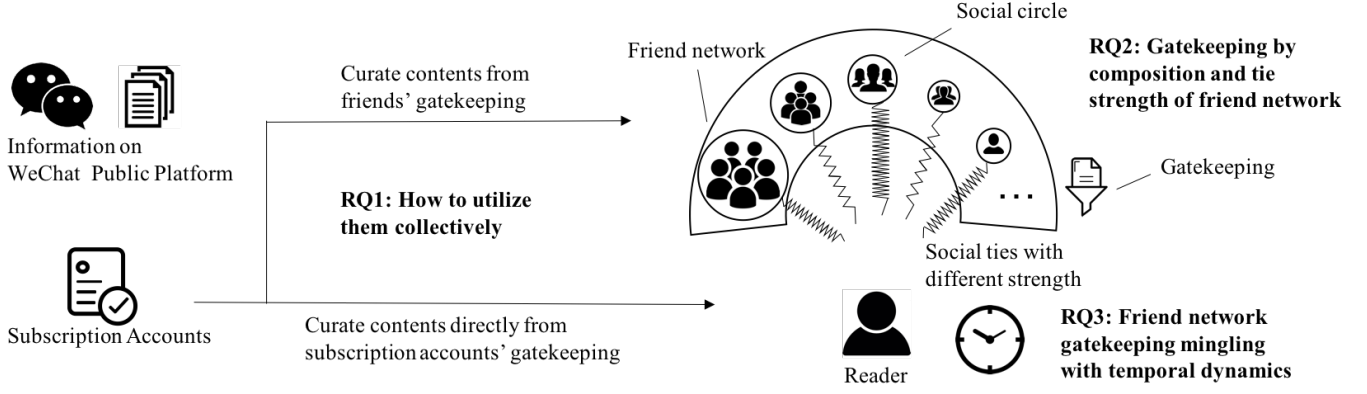 Social circle
Friend network
RQ2: Gatekeeping by
composition and tie
strength of friend network
Curate contents from
friends' gatekeeping
Information on
WeChat Public Platform
Gatekeeping
RQ1: How to utilize
them collectively
...
Social ties with
different strength
Subscription Accounts
Curate contents directly from
subscription accounts' gatekeeping
RQ3: Friend network
gatekeeping mingling
with temporal dynamics
Reader